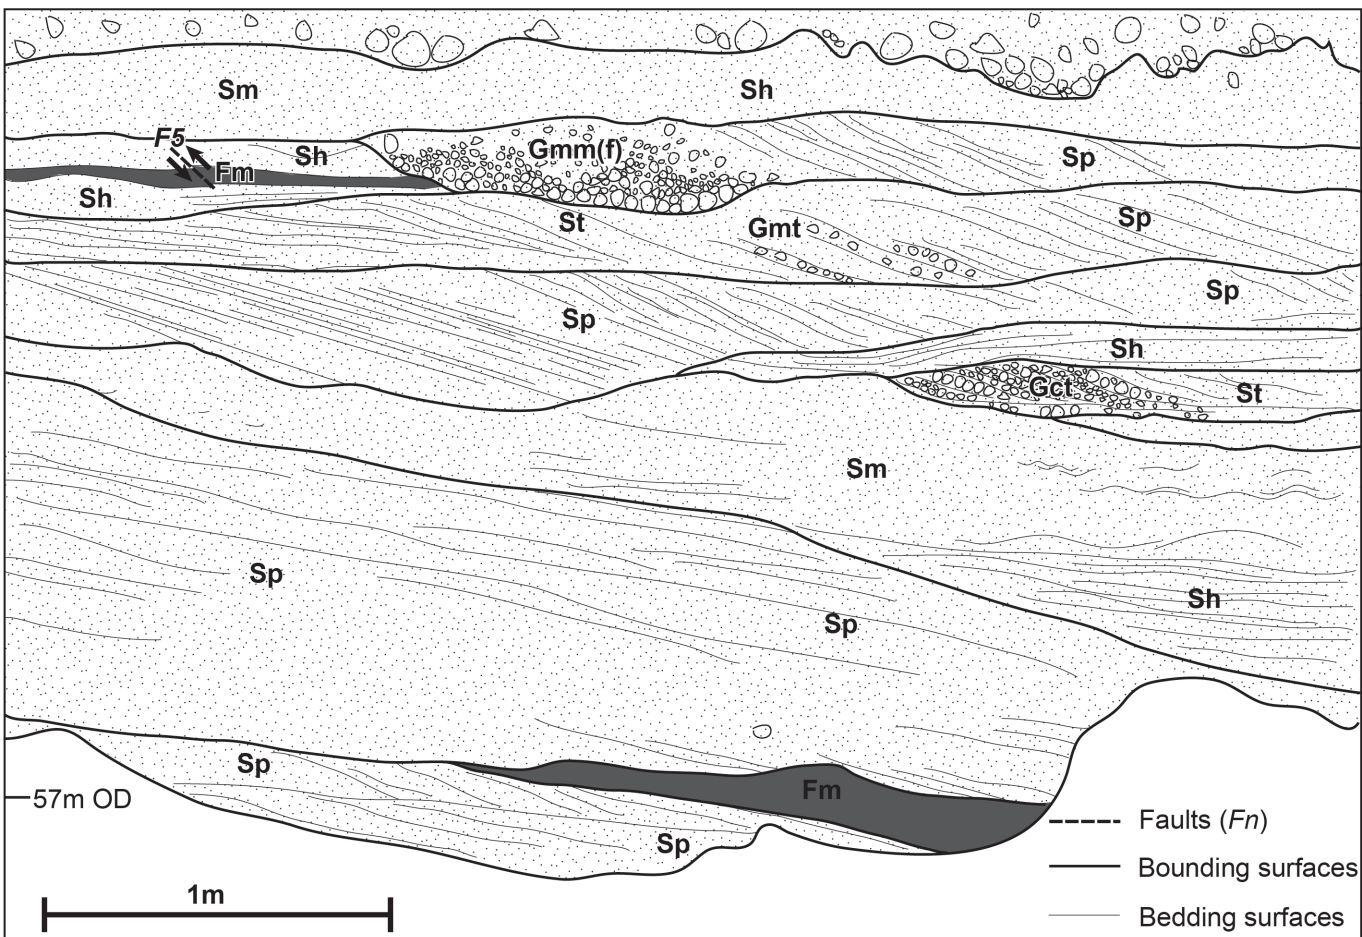 Sm
Sh
F5
Sh
Gmm(f)
Sp
Fm
Sh
St
Gmt
Sp
Sp
Sp
Sh
Gct
St
Sm
Sp
Sh
Sp
Sp
Fm
57m OD
Sp
Faults (Fn)
Bounding surfaces
1m
Bedding surfaces